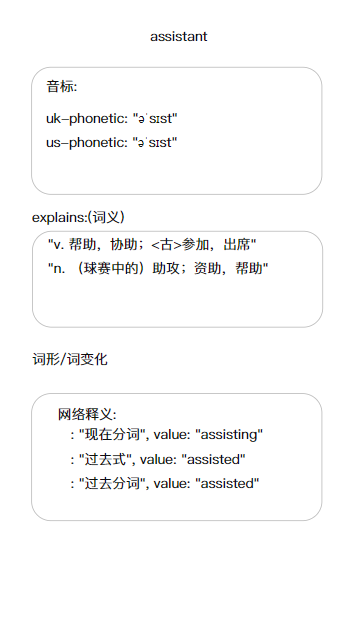 assistant
音标:
uk-phonetic: "əˈsɪst"
us-phonetic: "əˈsɪst"
explains:(词义)
"v. 帮助，协助；<古>参加，出席"
"n. （球赛中的）助攻；资助，帮助"
词形/词变化
网络释义:
: "现在分词", value: "assisting"
: "过去式", value: "assisted"
: "过去分词", value: "assisted"